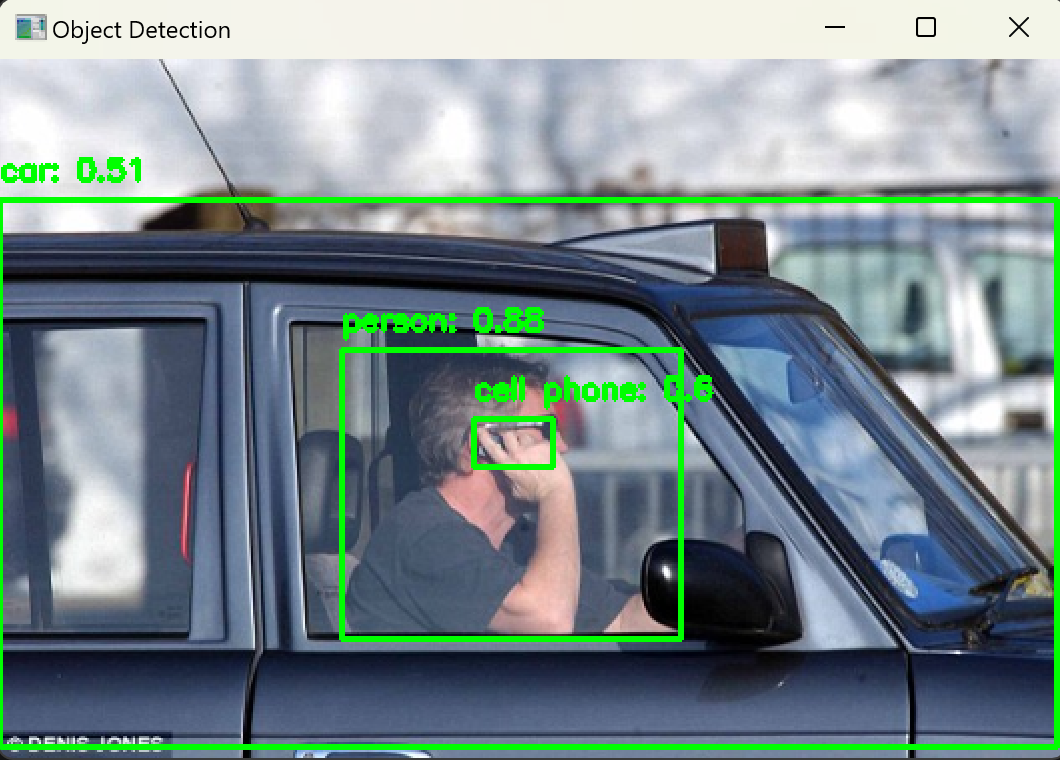 Object Detection
car: 0.51
person: 0.88
cell phone: 0.6
© DENIS JONES